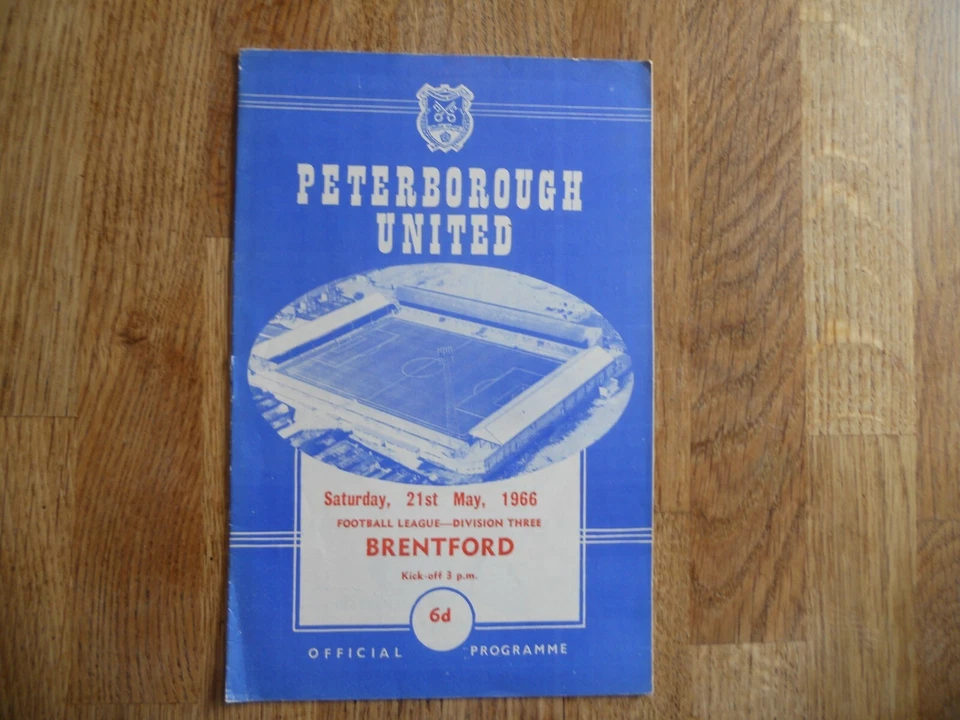 PETERBOROUGH
UNITED
Saturday, 21st May, 1966
FOOTBALL LEAGUE—DIVISION THREE
BRENTFORD
Kick-off 3 p.m.
6d
OFFICIAL PROGRAMME